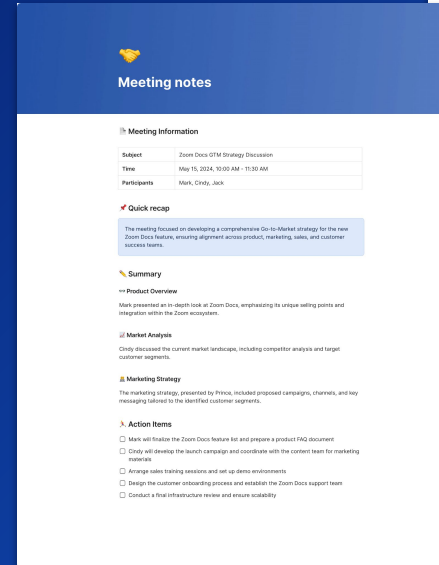 Meeting notes
Meeting Information
Subject Zoom Docs GTM Strategy Discussion
Time May 15, 2024, 10:00 AM - 11:30 AM
Participants Mark, Cindy, Jack
Quick recap
The meeting focused on developing a comprehensive Go-to-Market strategy for the new
Zoom Docs feature, ensuring alignment across product, marketing, sales, and customer
success teams.
Summary
Product Overview
Mark presented an in-depth look at Zoom Docs, emphasizing its unique selling points and
integration within the Zoom ecosystem.
Market Analysis
Cindy discussed the current market landscape, including competitor analysis and target
customer segments.
Marketing Strategy
The marketing strategy, presented by Prince, included proposed campaigns, channels, and key
messaging tailored to the identified customer segments.
Action Items
Mark will finalize the Zoom Docs feature list and prepare a product FAQ document
Cindy will develop the launch campaign and coordinate with the content team for marketing
materials
Arrange sales training sessions and set up demo environments
Design the customer onboarding process and establish the Zoom Docs support team
Conduct a final infrastructure review and ensure scalability